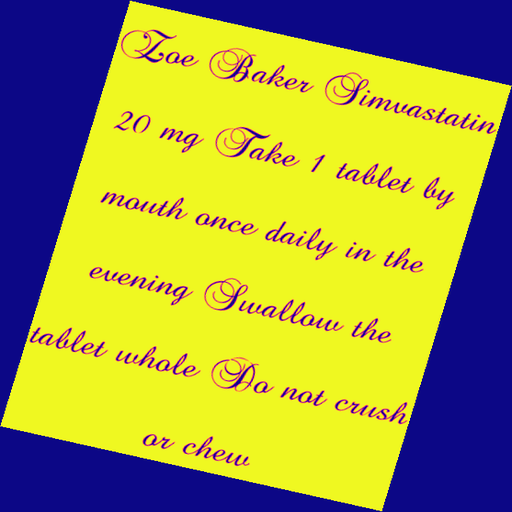 Zoe Baker Simvastatin
20 mg Take 1 tablet by
mouth once daily in the
evening Swallow the
tablet whole Do not crush
or chew